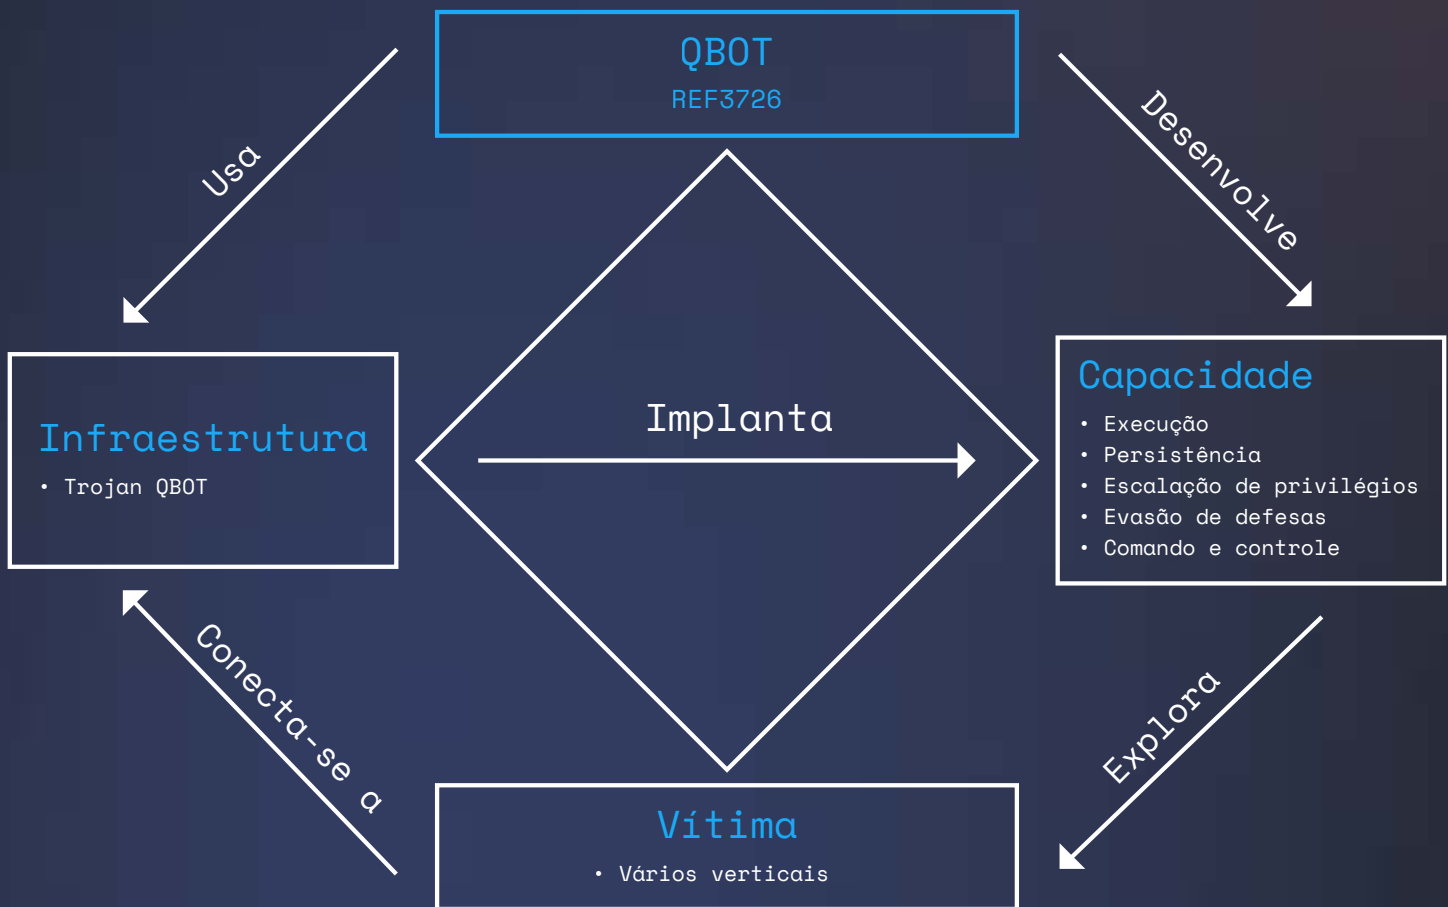 QBOT
REF3726
Usa
Desenvolve
Infraestrutura
• Trojan QBOT
Implanta
Capacidade
• Execução
• Persistência
• Escalação de privilégios
• Evasão de defesas
• Comando e controle
Conecta-se a
Explora
Vítima
• Vários verticais